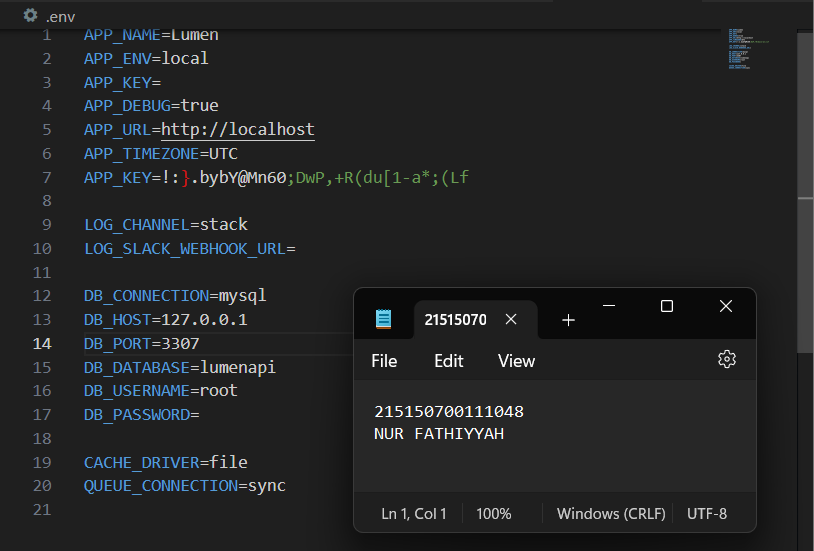 .env
1 APP_NAME=Lumen
2 APP_ENV=local
3 APP_KEY=
4 APP_DEBUG=true
5 APP_URL=http://localhost
6 APP_TIMEZONE=UTC
7 APP_KEY=!:}.bybY@Mn60;DwP,+R(du[1-a*;(Lf
8
9 LOG_CHANNEL=stack
10 LOG_SLACK_WEBHOOK_URL=
11
12 DB_CONNECTION=mysql
13 DB_HOST=127.0.0.1
14 DB_PORT=3307
15 DB_DATABASE=lumenapi
16 DB_USERNAME=root
17 DB_PASSWORD=
18
19 CACHE_DRIVER=file
20 QUEUE_CONNECTION=sync
21
21515070
File Edit View
215150700111048
NUR FATHIYYAH
Ln 1, Col 1 100% Windows (CRLF) UTF-8